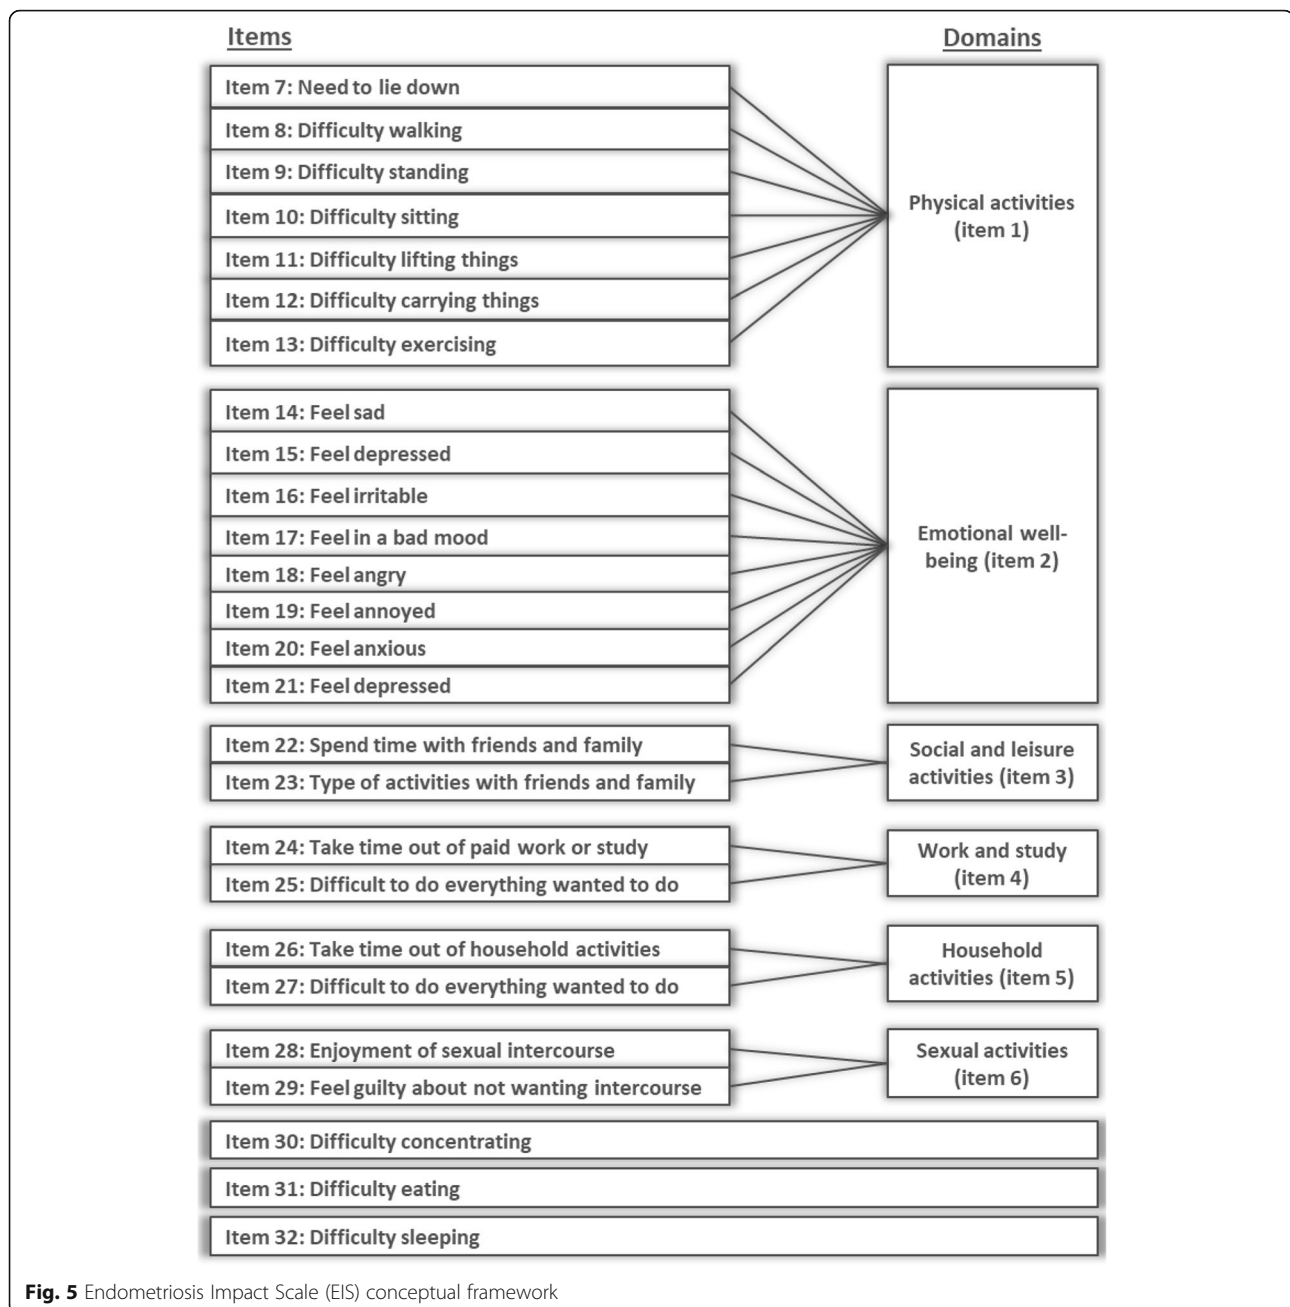 Items
Domains
Item 7: Need to lie down
Item 8: Difficulty walking
Item 9: Difficulty standing
Item 10: Difficulty sitting
Item 11: Difficulty lifting things
Item 12: Difficulty carrying things
Item 13: Difficulty exercising
Physical activities
(item 1)
Item 14: Feel sad
Item 15: Feel depressed
Item 16: Feel irritable
Item 17: Feel in a bad mood
Item 18: Feel angry
Item 19: Feel annoyed
Item 20: Feel anxious
Item 21: Feel depressed
Emotional well-
being (item 2)
Item 22: Spend time with friends and family
Item 23: Type of activities with friends and family
Social and leisure
activities (item 3)
Item 24: Take time out of paid work or study
Item 25: Difficult to do everything wanted to do
Work and study
(item 4)
Item 26: Take time out of household activities
Item 27: Difficult to do everything wanted to do
Household
activities (item 5)
Item 28: Enjoyment of sexual intercourse
Item 29: Feel guilty about not wanting intercourse
Sexual activities
(item 6)
Item 30: Difficulty concentrating
Item 31: Difficulty eating
Item 32: Difficulty sleeping
Fig. 5 Endometriosis Impact Scale (EIS) conceptual framework